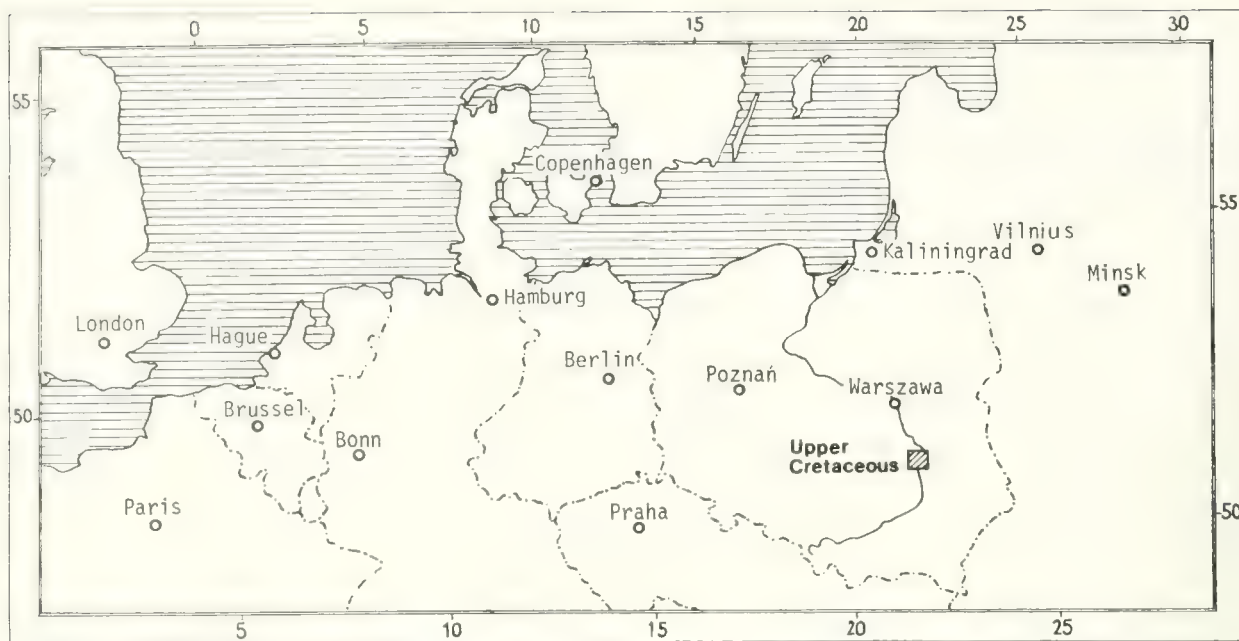 0 5 10 15 20 25 30
55
Copenhagen
55
Vilnius
Kaliningrad
Minsk
Hamburg
London
Hague
Berlin
Poznań
Warszawa
50
Brussel
Bonn
Upper
Cretaceous
Paris
Praha
50
5 10 15 20 25